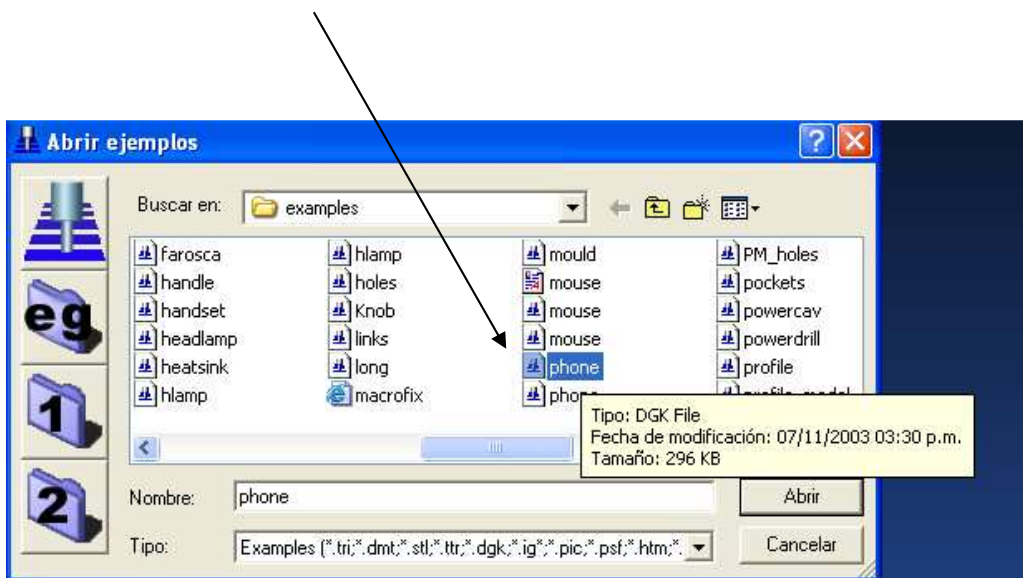 Abrir ejemplos
Buscar en: examples
eg
1
2
farosca
handle
handset
headlamp
heatsink
hlamp
hlamp
holes
Knob
links
long
macrofix
mould
mouse
mouse
mouse
phone
phone
PM_holes
pockets
powercav
powerdrill
profile
profile_model
Tipo: DGK File
Fecha de modificación: 07/11/2003 03:30 p.m.
Tamaño: 296 KB
Nombre: phone
Abrir
Tipo: Examples (*.tri;*.dmt;*.stl;*.ttr;*.dgk;*.ig*;*.pic;*.psf;*.htm;*.
Cancelar